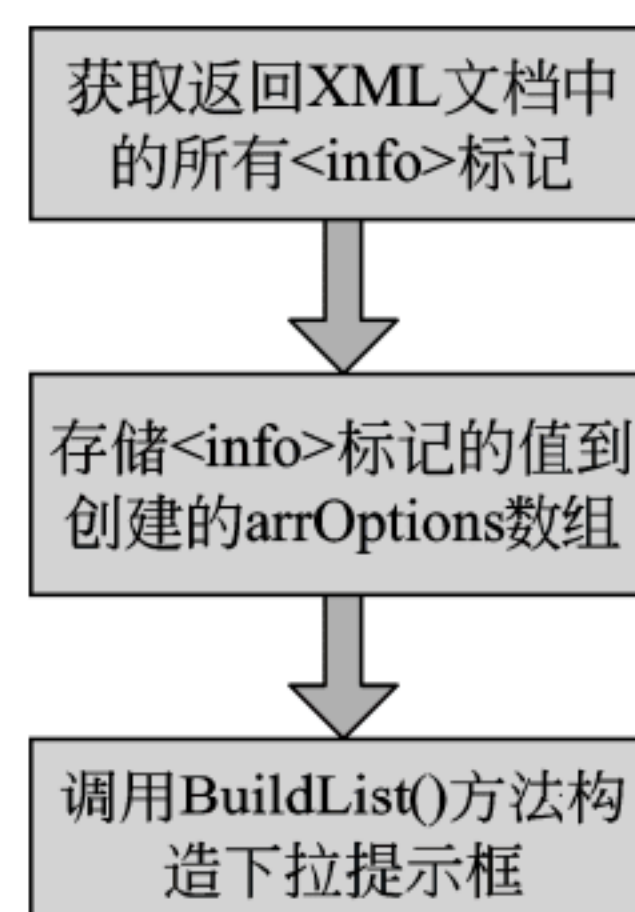 获取返回XML文档中
的所有<info>标记
存储<info>标记的值到
创建的arrOptions数组
调用BuildList()方法构
造下拉提示框